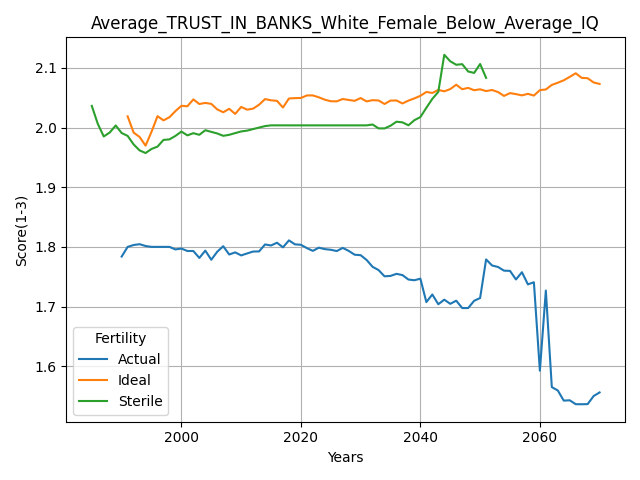 Average_TRUST_IN_BANKS_White_Female_Below_Average_IQ
Score(1-3)
2.1
2.0
1.9
1.8
1.7
1.6
Fertility
Actual
Ideal
Sterile
2000
2020
2040
2060
Years